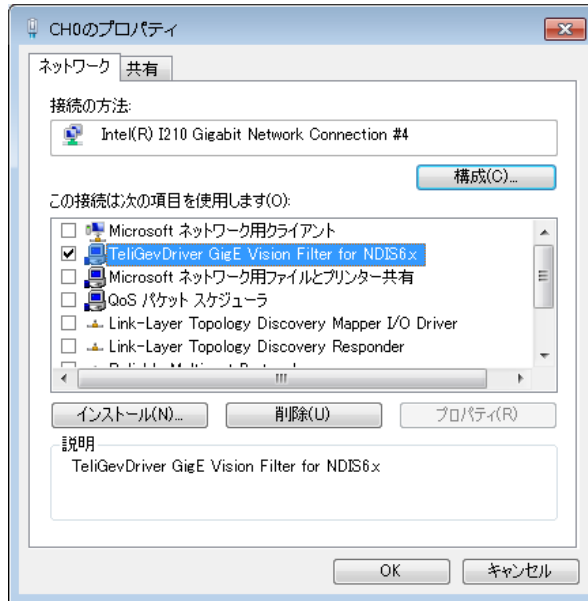 CH0のプロパティ
ネットワーク 共有
接続の方法:
Intel(R) I210 Gigabit Network Connection #4
構成(C)...
この接続は次の項目を使用します(O):
Microsoft ネットワーク用クライアント
TeliGevDriver GigE Vision Filter for NDIS6.x
Microsoft ネットワーク用ファイルとプリンター共有
QoS パケット スケジューラ
Link-Layer Topology Discovery Mapper I/O Driver
Link-Layer Topology Discovery Responder
インストール(N)... 削除(U) プロパティ(R)
説明
TeliGevDriver GigE Vision Filter for NDIS6.x
OK キャンセル